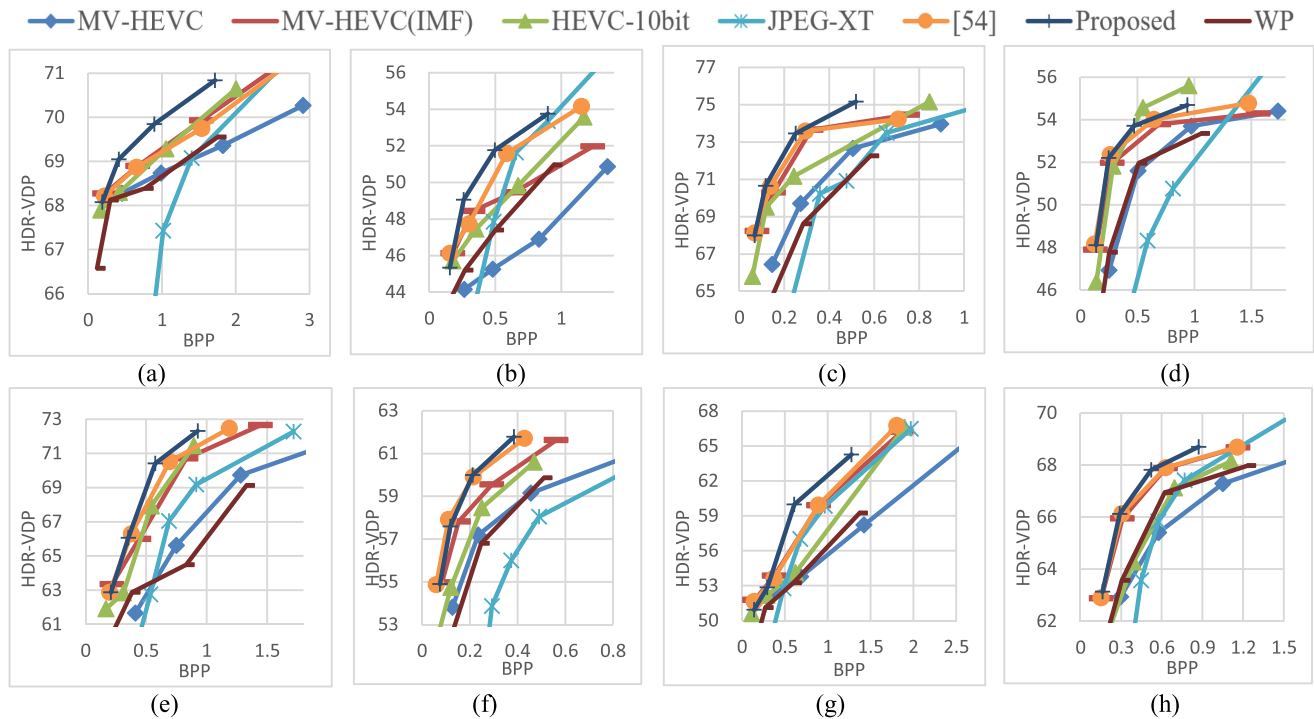 MV-HEVC MV-HEVC(IMF) HEVC-10bit JPEG-XT [54] Proposed WP
71
70
69
68
67
66
HDR-VDP
0 1 2 3
BPP
(a)
56
54
52
50
48
46
44
HDR-VDP
0 0.5 1
BPP
(b)
77
75
73
71
69
67
65
HDR-VDP
0 0.2 0.4 0.6 0.8 1
BPP
(c)
56
54
52
50
48
46
HDR-VDP
0 0.5 1 1.5
BPP
(d)
73
71
69
67
65
63
61
HDR-VDP
0 0.5 1 1.5
BPP
(e)
63
61
59
57
55
53
HDR-VDP
0 0.2 0.4 0.6 0.8
BPP
(f)
68
65
62
59
56
53
50
HDR-VDP
0 0.5 1 1.5 2 2.5
BPP
(g)
70
68
66
64
62
HDR-VDP
0 0.3 0.6 0.9 1.2 1.5
BPP
(h)